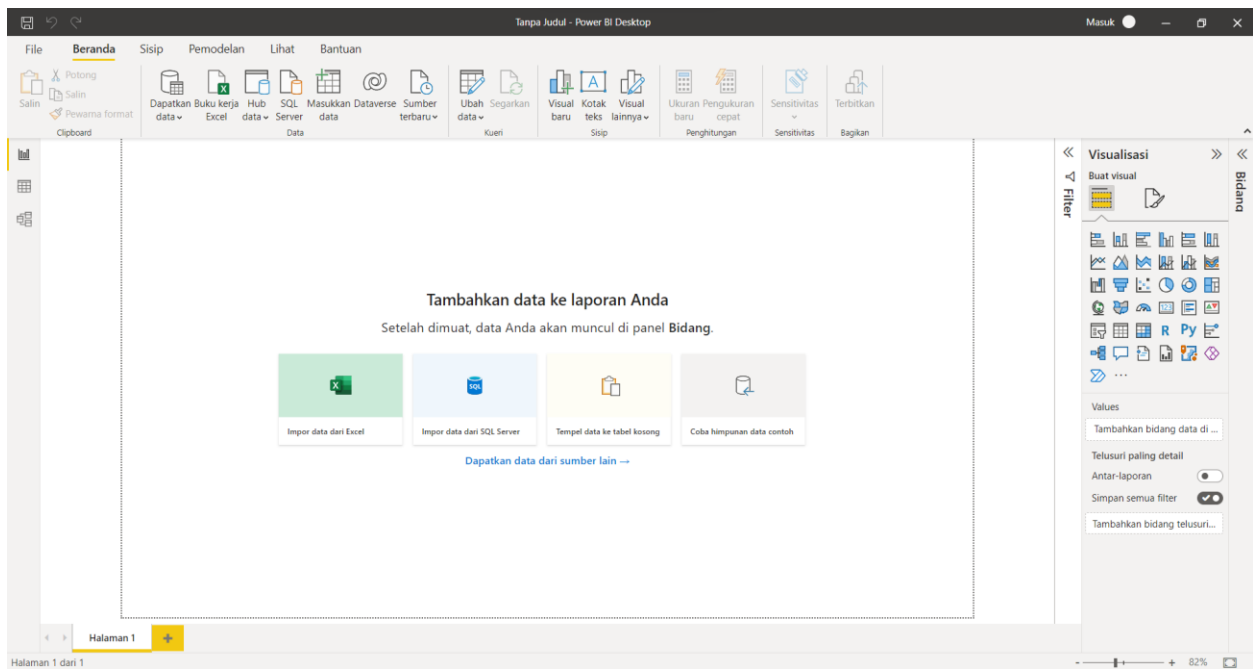 Tanpa Judul - Power BI Desktop
Masuk
File Beranda Sisip Pemodelan Lihat Bantuan
Salin
Potong
Salin
Pewarna format
Clipboard
Dapatkan data
Buku kerja Excel
Hub data
SQL Server
Masukkan data
Dataverse
Sumber terbaru
Data
Ubah data
Segarkan
Kueri
Visual baru
Kotak teks
Visual lainnya
Sisip
Ukuran baru
Pengukuran cepat
Penghitungan
Sensitivitas
Sensitivitas
Terbitkan
Bagikan
Tambahkan data ke laporan Anda
Setelah dimuat, data Anda akan muncul di panel Bidang.
SQL
Impor data dari Excel
Impor data dari SQL Server
Tempel data ke tabel kosong
Coba himpunan data contoh
Dapatkan data dari sumber lain →
Filter
Visualisasi
Buat visual
123
R Py
Values
Tambahkan bidang data di ...
Telusuri paling detail
Antar-laporan
Simpan semua filter
Tambahkan bidang telusuri...
Bidang
Halaman 1
Halaman 1 dari 1
82%